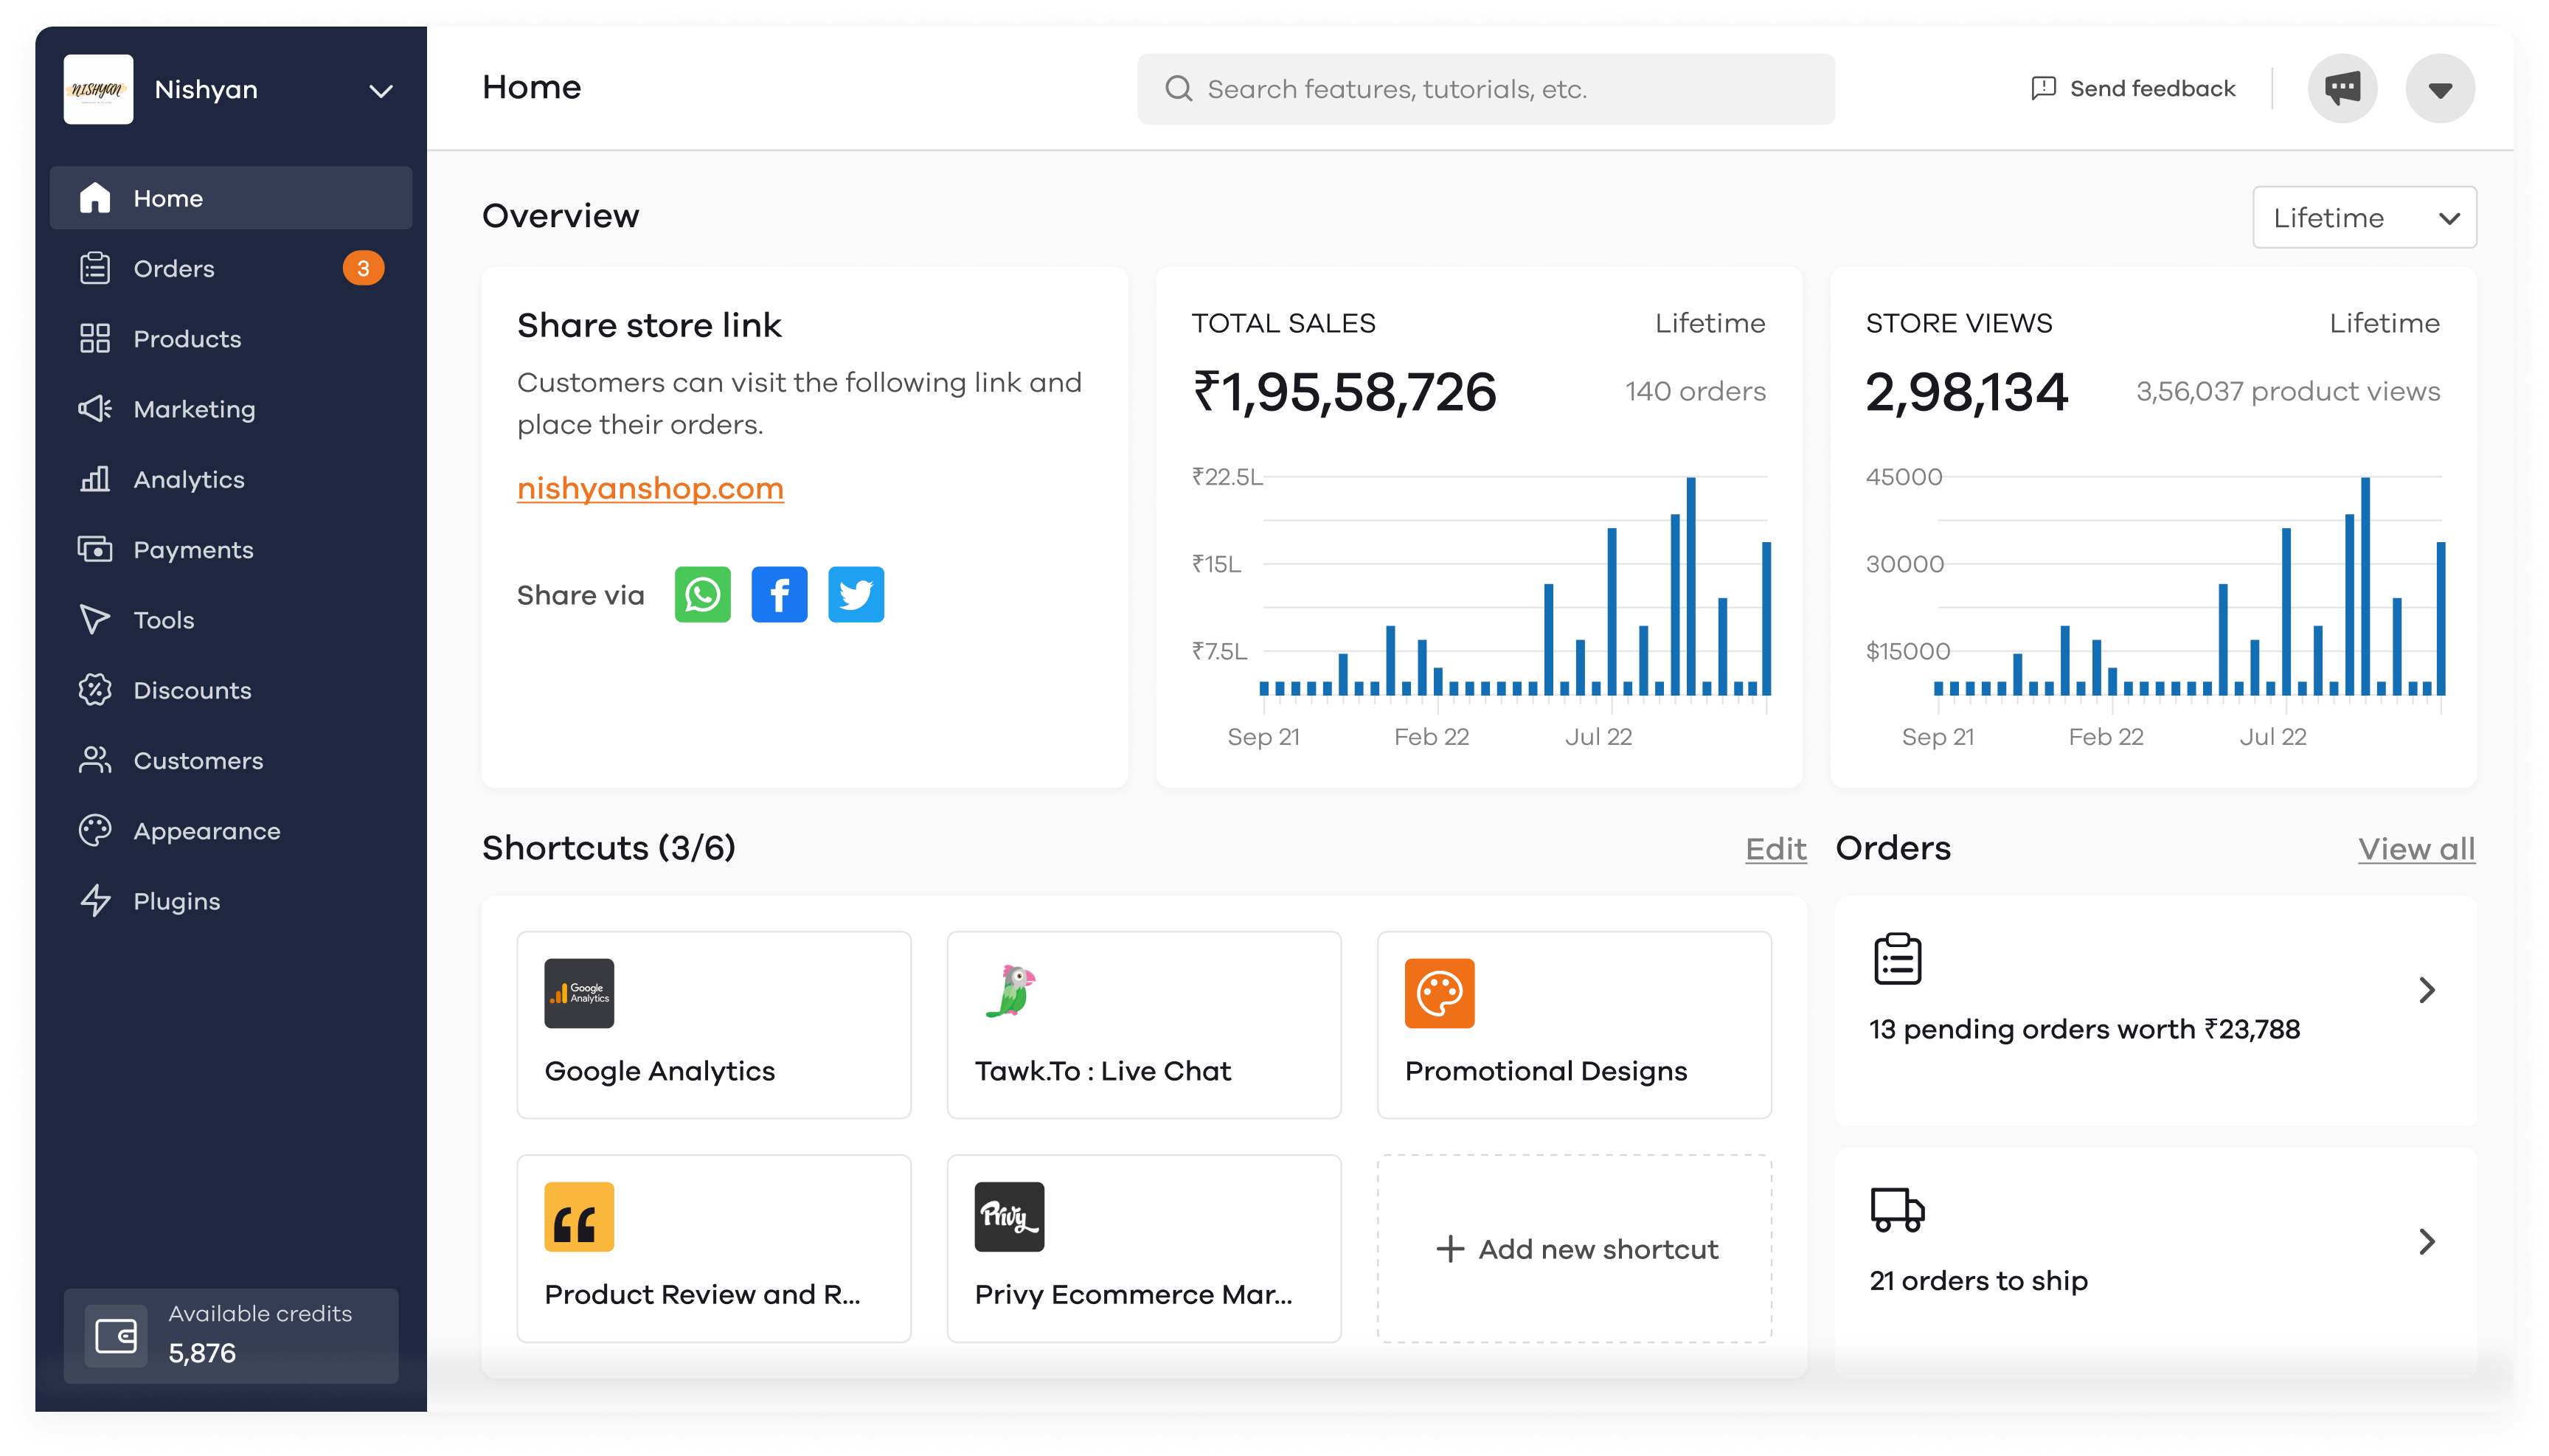 NISHYAN
Nishyan
Home
Orders
3
Products
Marketing
Analytics
Payments
Tools
Discounts
Customers
Appearance
Plugins
Available credits
5,876
Home
Search features, tutorials, etc.
Send feedback
Overview
Lifetime
Share store link
Customers can visit the following link and
place their orders.
nishyanshop.com
Share via
TOTAL SALES
Lifetime
₹1,95,58,726
140 orders
₹22.5L
₹15L
₹7.5L
Sep 21 Feb 22 Jul 22
STORE VIEWS
Lifetime
2,98,134
3,56,037 product views
45000
30000
$15000
Sep 21 Feb 22 Jul 22
Shortcuts (3/6)
Edit
Google
Analytics
Google Analytics
Tawk.To : Live Chat
Promotional Designs
Product Review and R...
Privy
Privy Ecommerce Mar...
Add new shortcut
Orders
View all
13 pending orders worth ₹23,788
21 orders to ship